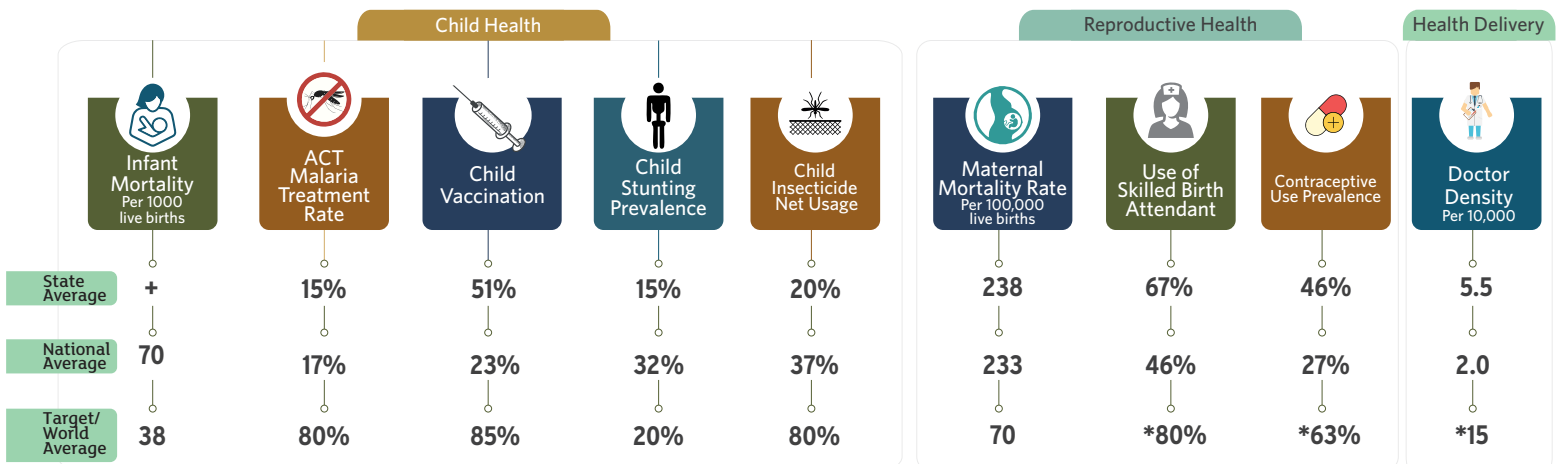 Child Health
Reproductive Health
Health Delivery
Infant
Mortality
Per 1000
live births
ACT
Malaria
Treatment
Rate
Child
Vaccination
Child
Stunting
Prevalence
Child
Insecticide
Net Usage
Maternal
Mortality Rate
Per 100,000
live births
Use of
Skilled Birth
Attendant
Contraceptive
Use Prevalence
Doctor
Density
Per 10,000
State
Average
+ 15% 51% 15% 20% 238 67% 46% 5.5
National
Average
70 17% 23% 32% 37% 233 46% 27% 2.0
Target/
World
Average
38 80% 85% 20% 80% 70 *80% *63% *15